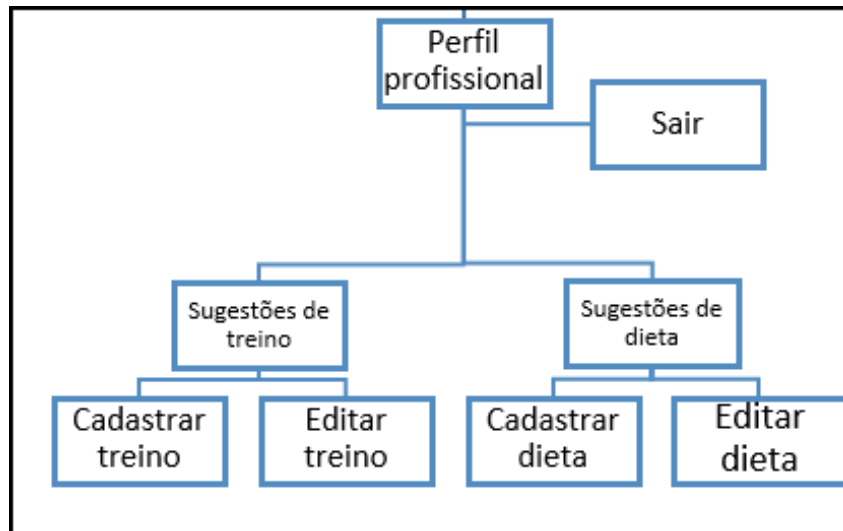 Perfil
profissional
Sair
Sugestões de
treino
Sugestões de
dieta
Cadastrar
treino
Editar
treino
Cadastrar
dieta
Editar
dieta